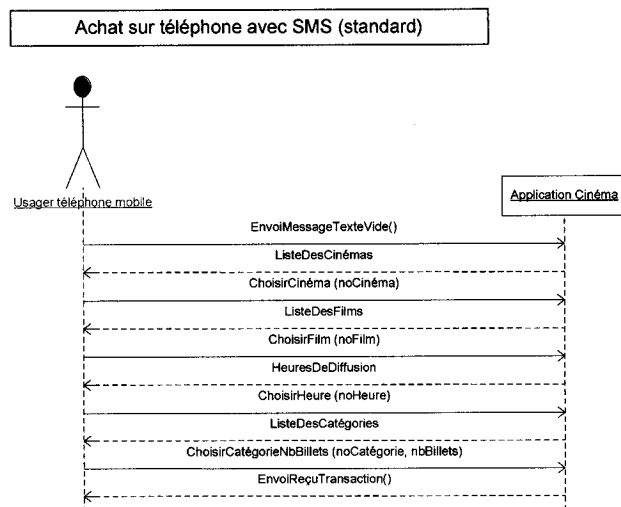 Achat sur téléphone avec SMS (standard)
Usager téléphone mobile
Application Cinéma
EnvoiMessageTexteVide()
ListeDesCinémas
ChoisirCinéma (noCinéma)
ListeDesFilms
ChoisirFilm (noFilm)
HeuresDeDiffusion
ChoisirHeure (noHeure)
ListeDesCatégories
ChoisirCatégorieNbBillets (noCatégorie, nbBillets)
EnvoiReçuTransaction()